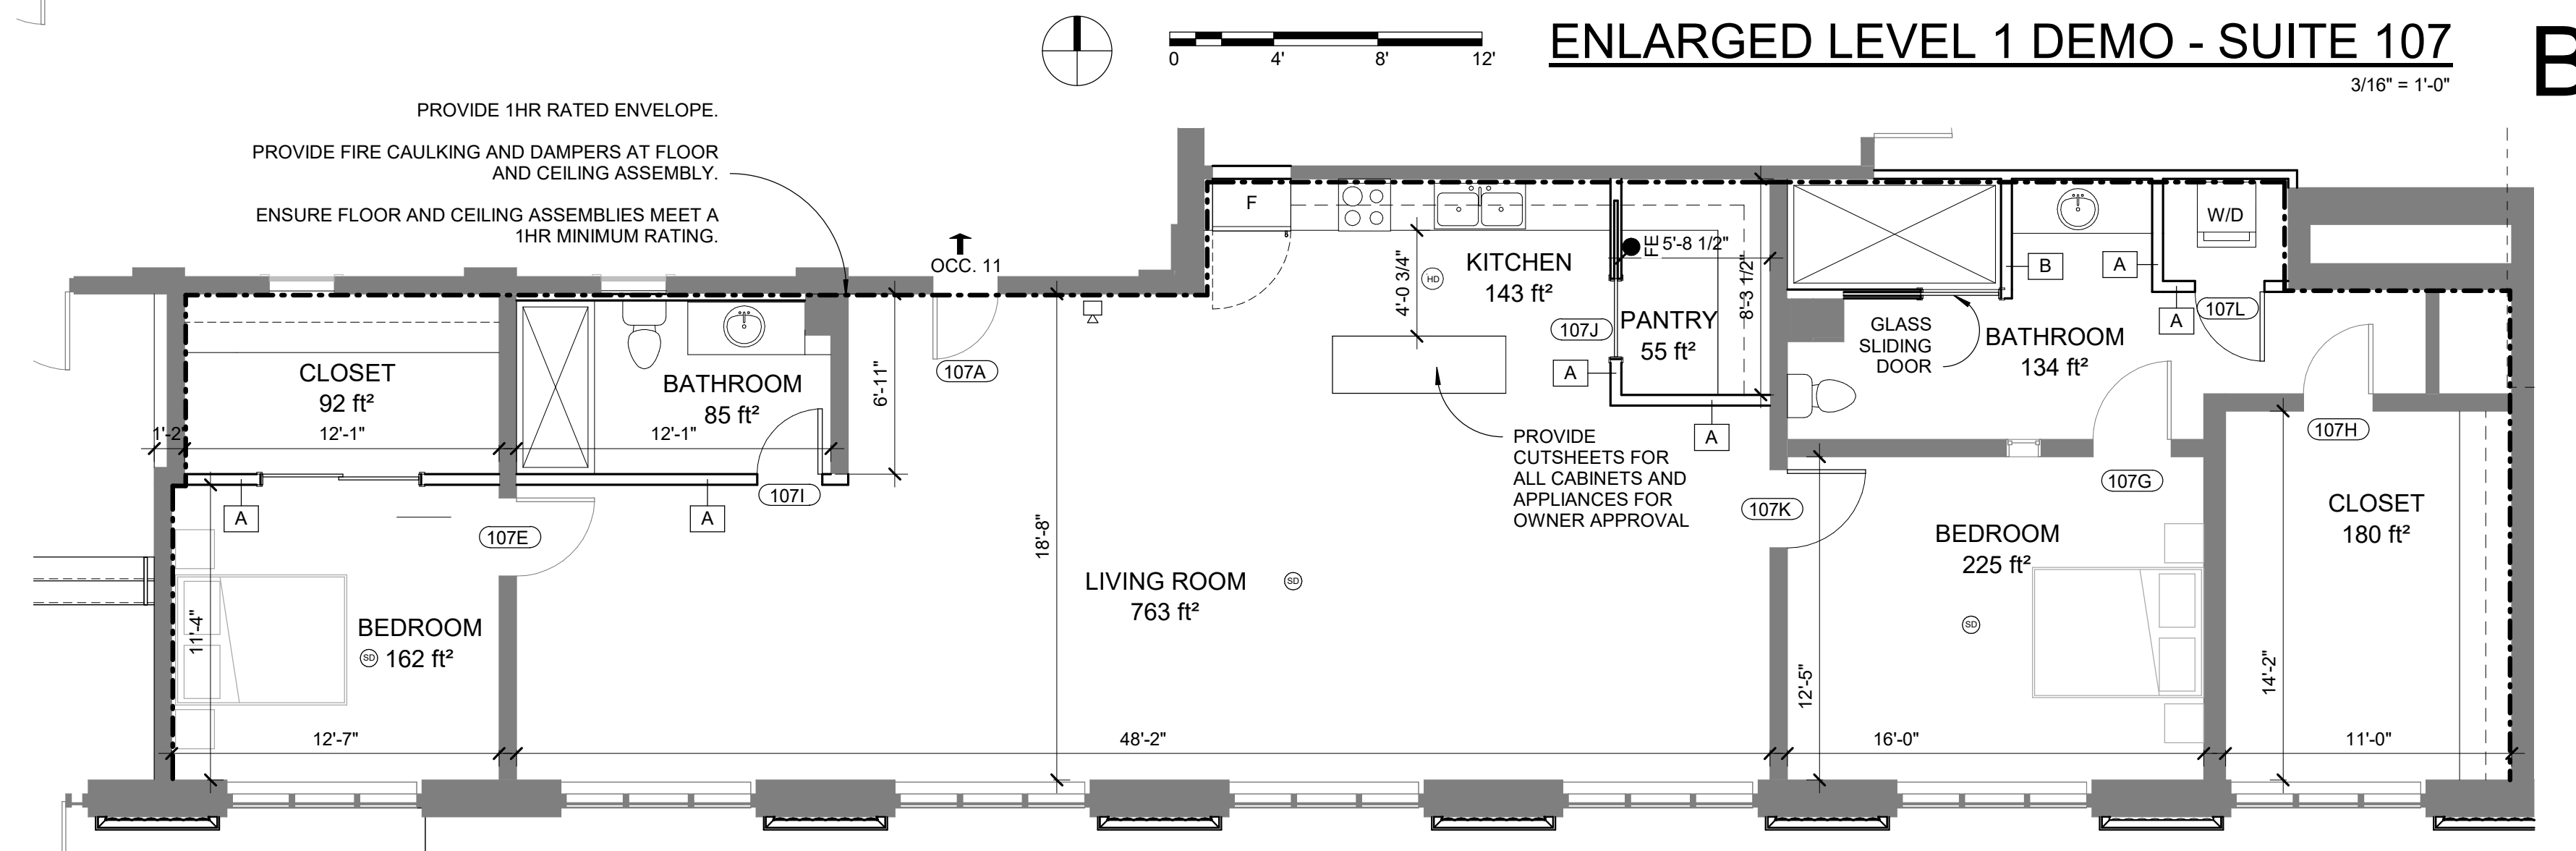 0 4' 8' 12'
ENLARGED LEVEL 1 DEMO - SUITE 107
3/16" = 1'-0"
B
PROVIDE 1HR RATED ENVELOPE.
PROVIDE FIRE CAULKING AND DAMPERS AT FLOOR
AND CEILING ASSEMBLY.
ENSURE FLOOR AND CEILING ASSEMBLIES MEET A
1HR MINIMUM RATING.
OCC. 11
F
KITCHEN
143 ft²
HD
4'-0 3/4"
FE
5'-8 1/2"
8'-3 1/2"
107J
PANTRY
55 ft²
A
A
PROVIDE
CUTSHEETS FOR
ALL CABINETS AND
APPLIANCES FOR
OWNER APPROVAL
W/D
B
A
A
107L
GLASS
SLIDING
DOOR
BATHROOM
134 ft²
107H
107G
CLOSET
92 ft²
1'-2"
12'-1"
BATHROOM
85 ft²
12'-1"
6'-11"
107A
107I
A
A
107E
11'-4"
BEDROOM
SD 162 ft²
12'-7"
18'-8"
LIVING ROOM
763 ft²
SD
48'-2"
107K
BEDROOM
225 ft²
SD
12'-5"
16'-0"
CLOSET
180 ft²
14'-2"
11'-0"